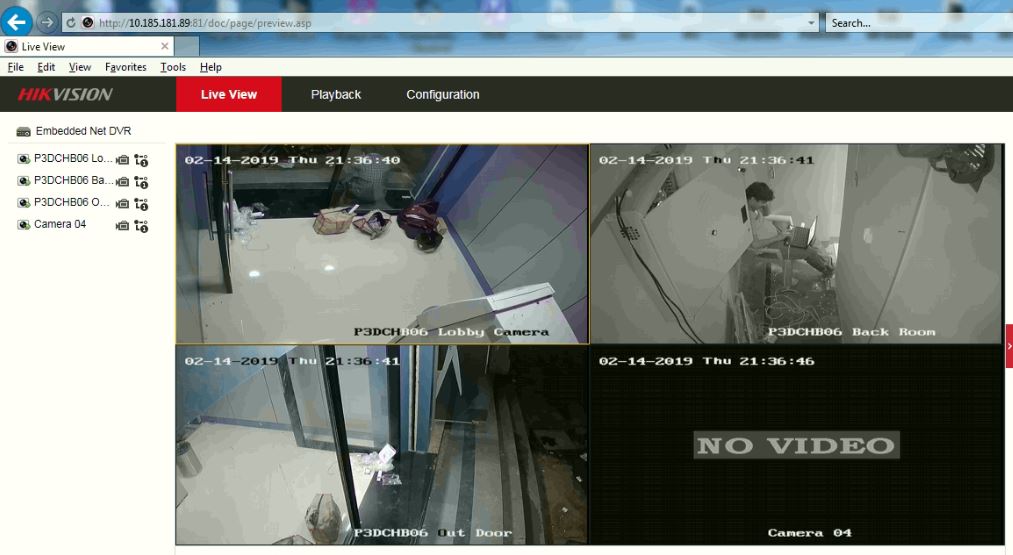 http://10.185.181.89:81/doc/page/preview.asp
Search...
Live View
File Edit View Favorites Tools Help
HIKVISION
Live View Playback Configuration
Embedded Net DVR
P3DCHB06 Lo...
P3DCHB06 Ba...
P3DCHB06 O...
Camera 04
02-14-2019 Thu 21:36:40
P3DCHB06 Lobby Camera
02-14-2019 Thu 21:36:41
P3DCHB06 Back Room
02-14-2019 Thu 21:36:41
P3DCHB06 Out Door
02-14-2019 Thu 21:36:46
NO VIDEO
Camera 04